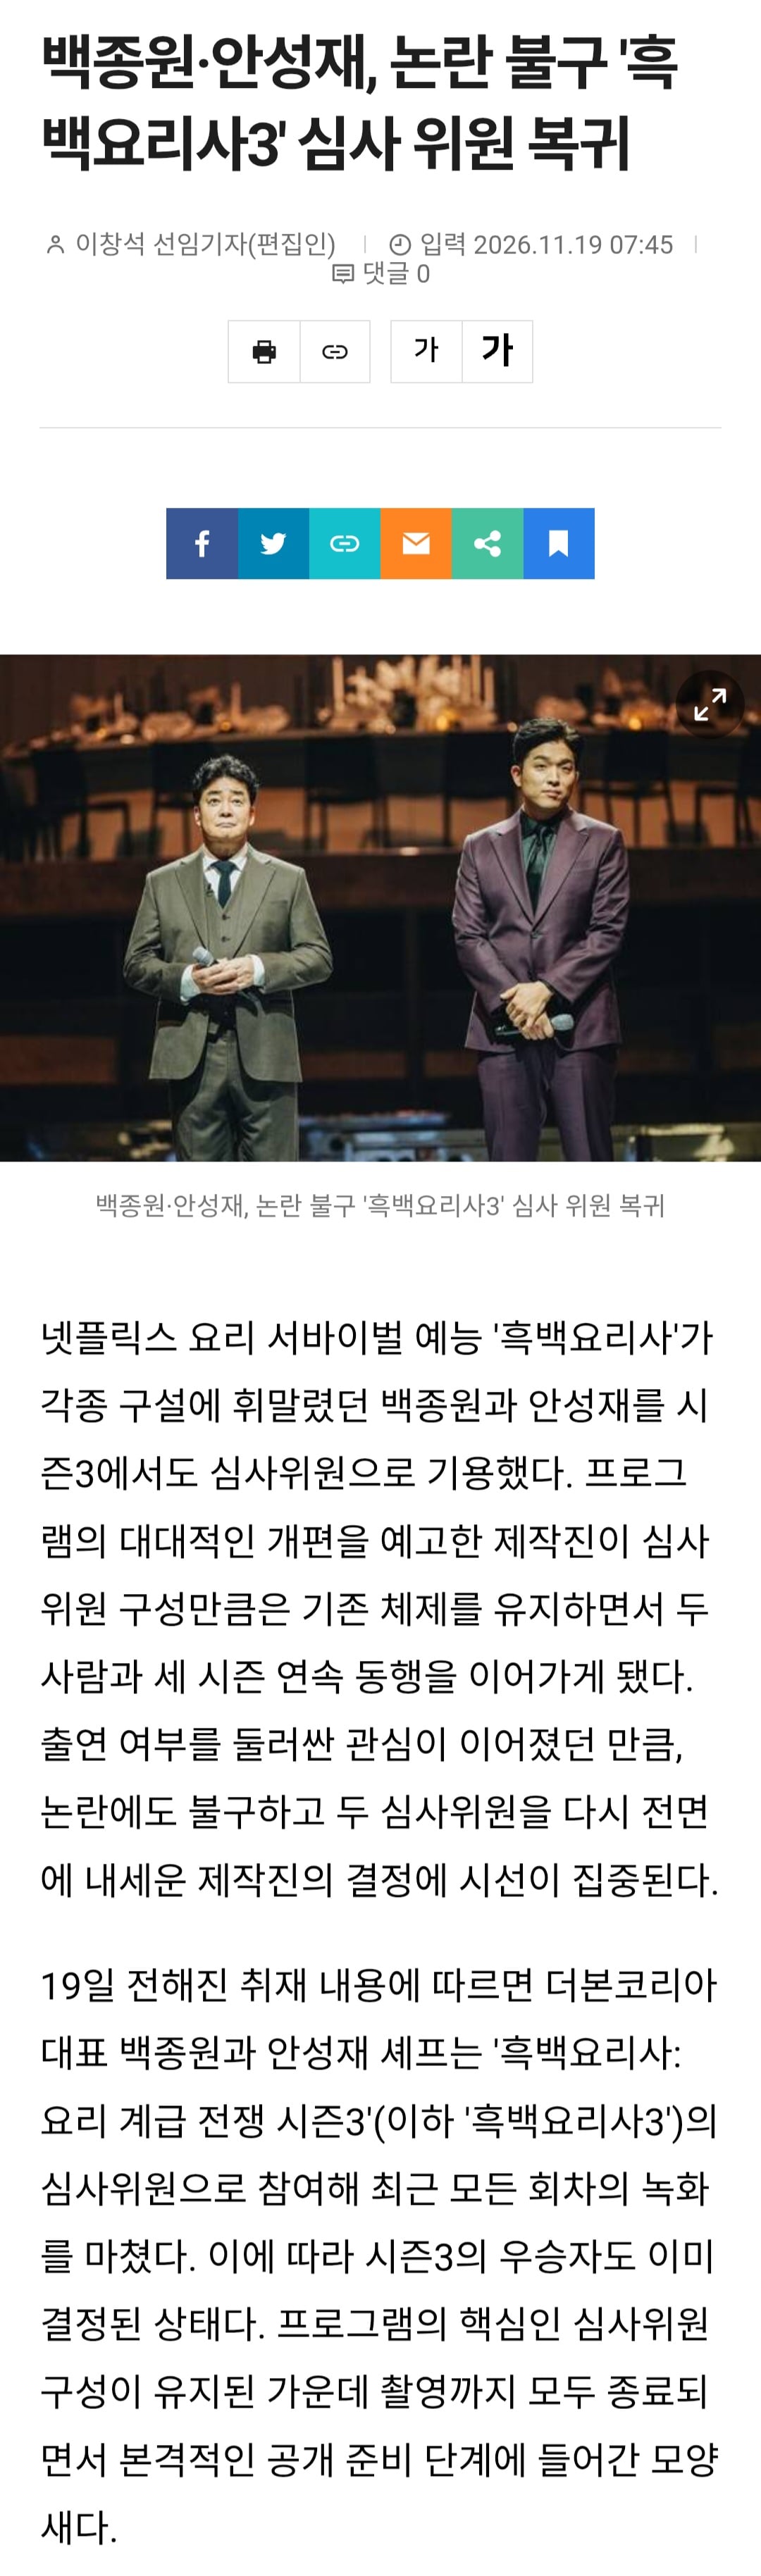 백종원·안성재, 논란 불구 '흑
백요리사3' 심사 위원 복귀
이창석 선임기자(편집인) | 입력 2026.11.19 07:45 |
댓글 0
가 가
백종원·안성재, 논란 불구 '흑백요리사3' 심사 위원 복귀
넷플릭스 요리 서바이벌 예능 '흑백요리사'가
각종 구설에 휘말렸던 백종원과 안성재를 시
즌3에서도 심사위원으로 기용했다. 프로그
램의 대대적인 개편을 예고한 제작진이 심사
위원 구성만큼은 기존 체제를 유지하면서 두
사람과 세 시즌 연속 동행을 이어가게 됐다.
출연 여부를 둘러싼 관심이 이어졌던 만큼,
논란에도 불구하고 두 심사위원을 다시 전면
에 내세운 제작진의 결정에 시선이 집중된다.
19일 전해진 취재 내용에 따르면 더본코리아
대표 백종원과 안성재 셰프는 '흑백요리사:
요리 계급 전쟁 시즌3'(이하 '흑백요리사3')의
심사위원으로 참여해 최근 모든 회차의 녹화
를 마쳤다. 이에 따라 시즌3의 우승자도 이미
결정된 상태다. 프로그램의 핵심인 심사위원
구성이 유지된 가운데 촬영까지 모두 종료되
면서 본격적인 공개 준비 단계에 들어간 모양
새다.